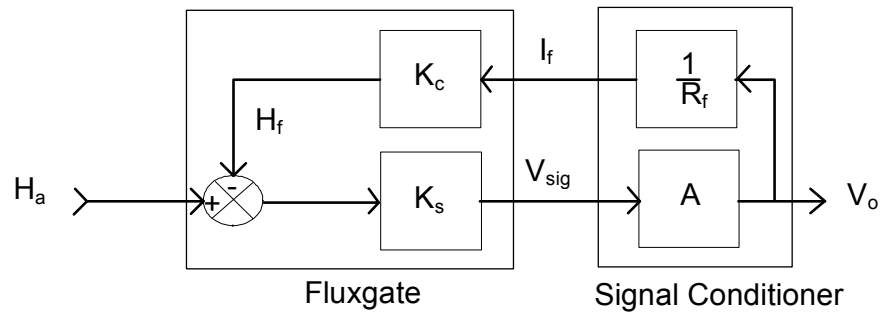 I_f
K_c
1
R_f
H_f
-
+
H_a
K_s
V_sig
A
V_o
Fluxgate
Signal Conditioner